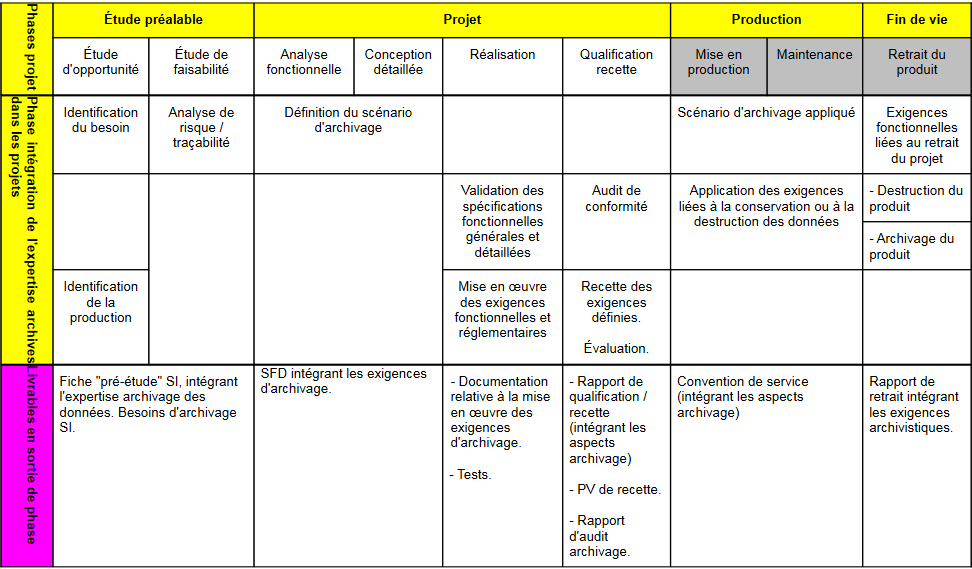 Phases projet
Étude préalable
Projet
Production
Fin de vie
Étude
d'opportunité
Étude de
faisabilité
Analyse
fonctionnelle
Conception
détaillée
Réalisation
Qualification
recette
Mise en
production
Maintenance
Retrait du
produit
Phase intégration de l'expertise archives
dans les projets
Identification
du besoin
Analyse de
risque /
traçabilité
Définition du scénario
d'archivage
Scénario d'archivage appliqué
Exigences
fonctionnelles
liées au retrait
du projet
Validation des
spécifications
fonctionnelles
générales et
détaillées
Audit de
conformité
Application des exigences
liées à la conservation ou à la
destruction des données
- Destruction du
produit
- Archivage du
produit
Identification
de la
production
Mise en œuvre
des exigences
fonctionnelles et
réglementaires
Recette des
exigences
définies.
Évaluation.
Livrables en sortie de phase
Fiche "pré-étude" SI, intégrant
l'expertise archivage des
données. Besoins d'archivage
SI.
SFD intégrant les exigences
d'archivage.
- Documentation
relative à la mise
en œuvre des
exigences
d'archivage.
- Tests.
- Rapport de
qualification /
recette
(intégrant les
aspects
archivage)
- PV de recette.
- Rapport
d'audit
archivage.
Convention de service
(intégrant les aspects
archivage)
Rapport de
retrait intégrant
les exigences
archivistiques.